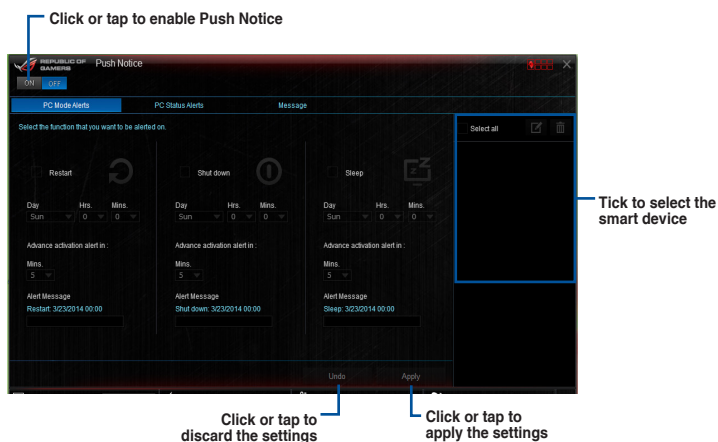 Click or tap to enable Push Notice
REPUBLIC OF
GAMERS
Push Notice
ON OFF
PC Mode Alerts PC Status Alerts Message
Select the function that you want to be alerted on.
Select all
Restart Shut down Sleep
Day Hrs. Mins. Day Hrs. Mins. Day Hrs. Mins.
Sun 0 0 Sun 0 0 Sun 0 0
Tick to select the
smart device
Advance activation alert in : Advance activation alert in : Advance activation alert in :
Mins. Mins. Mins.
5 5 5
Alert Message Alert Message Alert Message
Restart: 3/23/2014 00:00 Shut down: 3/23/2014 00:00 Sleep: 3/23/2014 00:00
Undo Apply
Click or tap to
discard the settings
Click or tap to
apply the settings